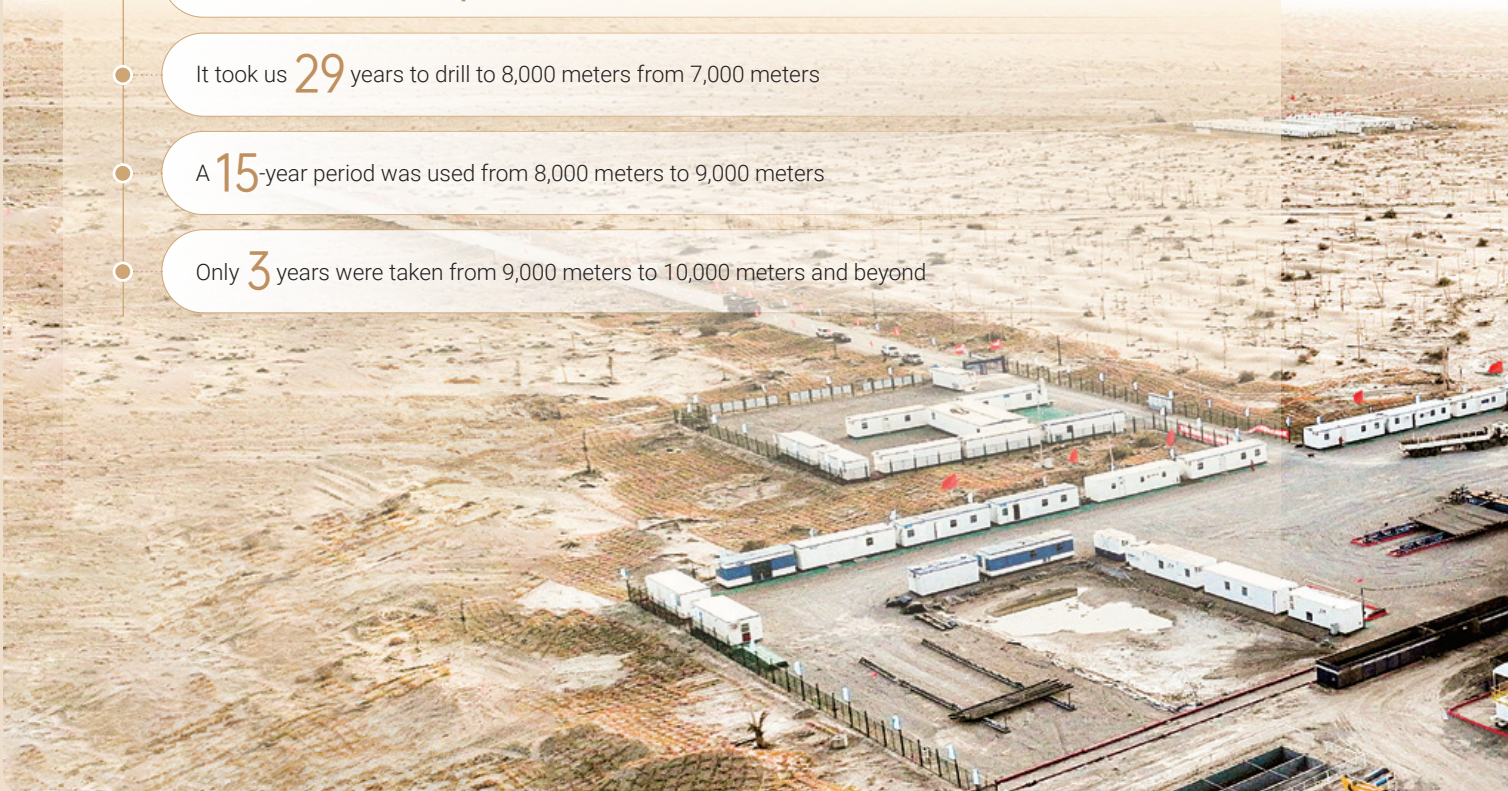 It took us 29 years to drill to 8,000 meters from 7,000 meters
A 15-year period was used from 8,000 meters to 9,000 meters
Only 3 years were taken from 9,000 meters to 10,000 meters and beyond